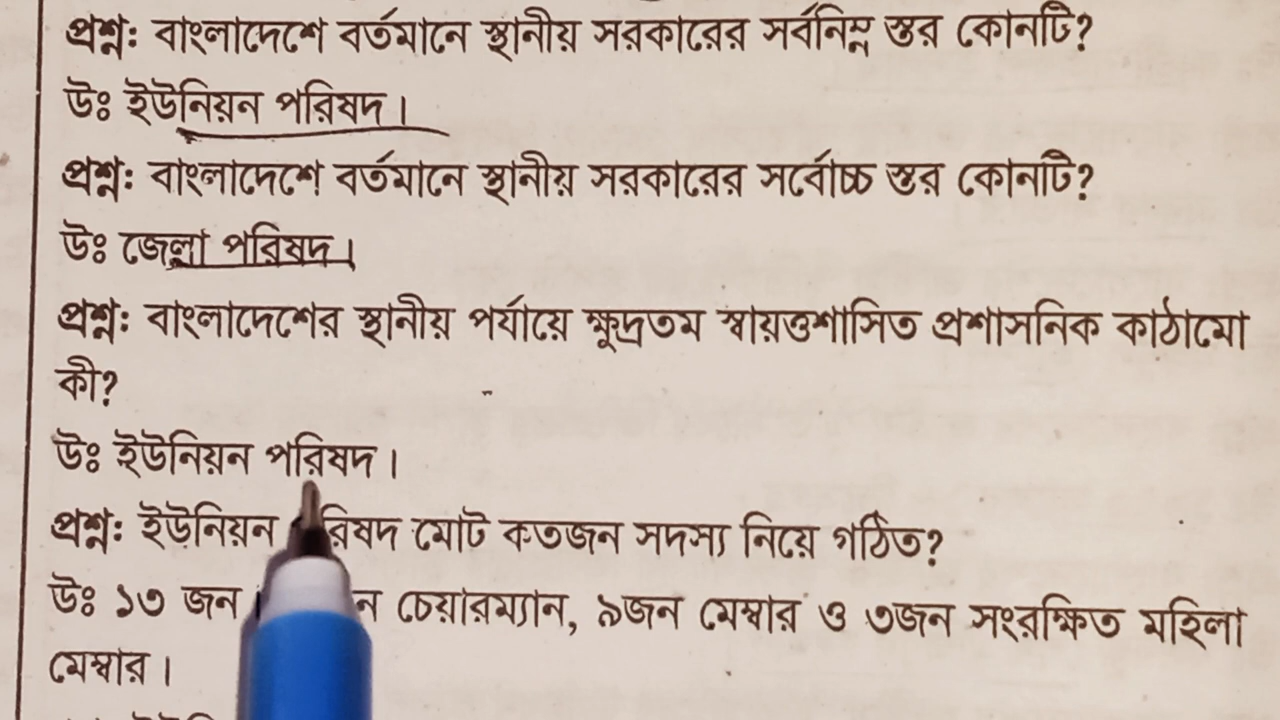 প্রশ্ন: বাংলাদেশে বর্তমানে স্থানীয় সরকারের সর্বনিম্ন স্তর কোনটি?
উঃ ইউনিয়ন পরিষদ।
প্রশ্ন: বাংলাদেশে বর্তমানে স্থানীয় সরকারের সর্বোচ্চ স্তর কোনটি?
উঃ জেলা পরিষদ।
প্রশ্ন: বাংলাদেশের স্থানীয় পর্যায়ে ক্ষুদ্রতম স্বায়ত্তশাসিত প্রশাসনিক কাঠামো
কী?
উঃ ইউনিয়ন পরিষদ।
প্রশ্ন: ইউনিয়ন রিষদ মোট কতজন সদস্য নিয়ে গঠিত?
উঃ ১৩ জন ন চেয়ারম্যান, ৯জন মেম্বার ও ৩জন সংরক্ষিত মহিলা
মেম্বার।